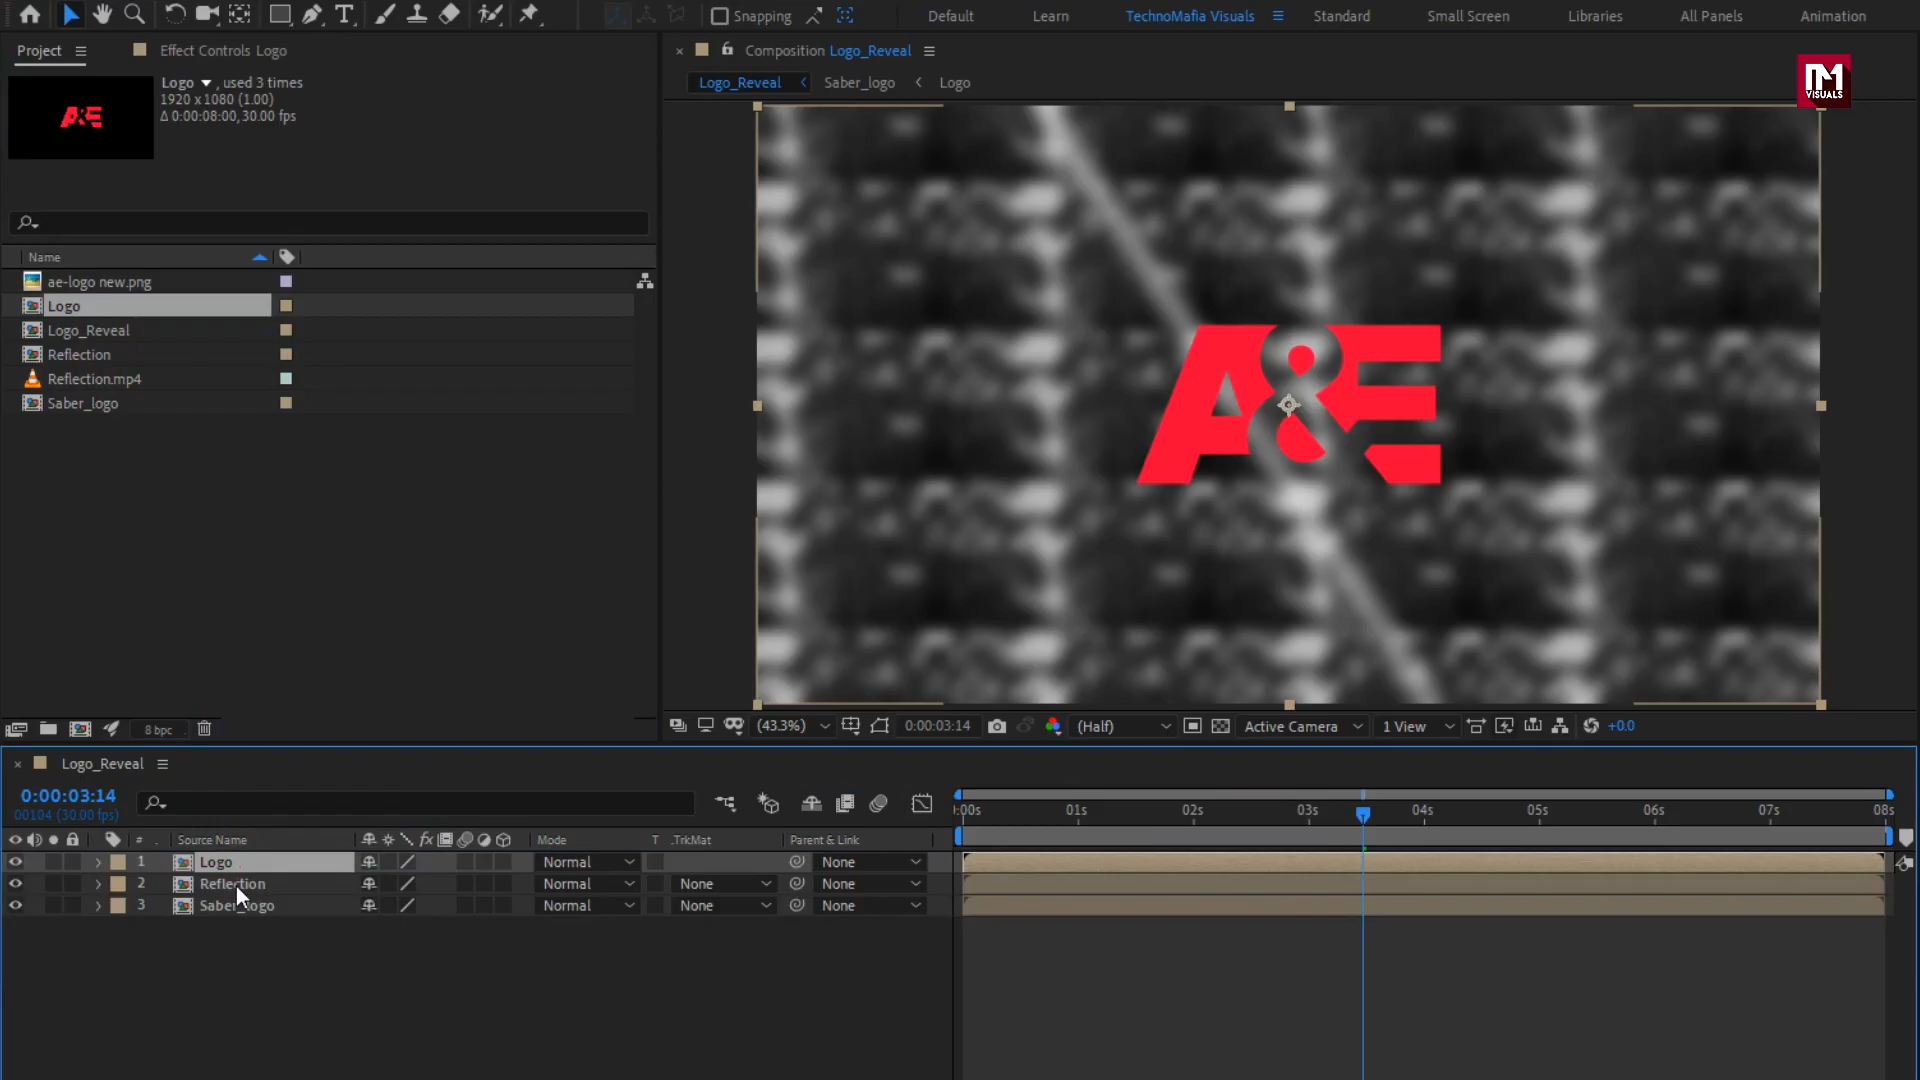 Snapping
Default
Learn
TechnoMafia Visuals
Standard
Small Screen
Libraries
All Panels
Animation
Project
Effect Controls Logo
Composition Logo_Reveal
Logo_Reveal
Saber_logo
Logo
M
VISUALS
A&E
Logo , used 3 times
1920 x 1080 (1.00)
Δ 0:00:08:00, 30.00 fps
Name
ae-logo new.png
Logo
Logo_Reveal
Reflection
Reflection.mp4
Saber_logo
A&E
8 bpc
(43.3%)
0:00:03:14
(Half)
Active Camera
1 View
+0.0
Logo_Reveal
0:00:03:14
00104 (30.00 fps)
:00s 01s 02s 03s 04s 05s 06s 07s 08s
# Source Name fx Mode T .TrkMat Parent & Link
1 Logo Normal None
2 Reflection Normal None None
3 Saber_logo Normal None None